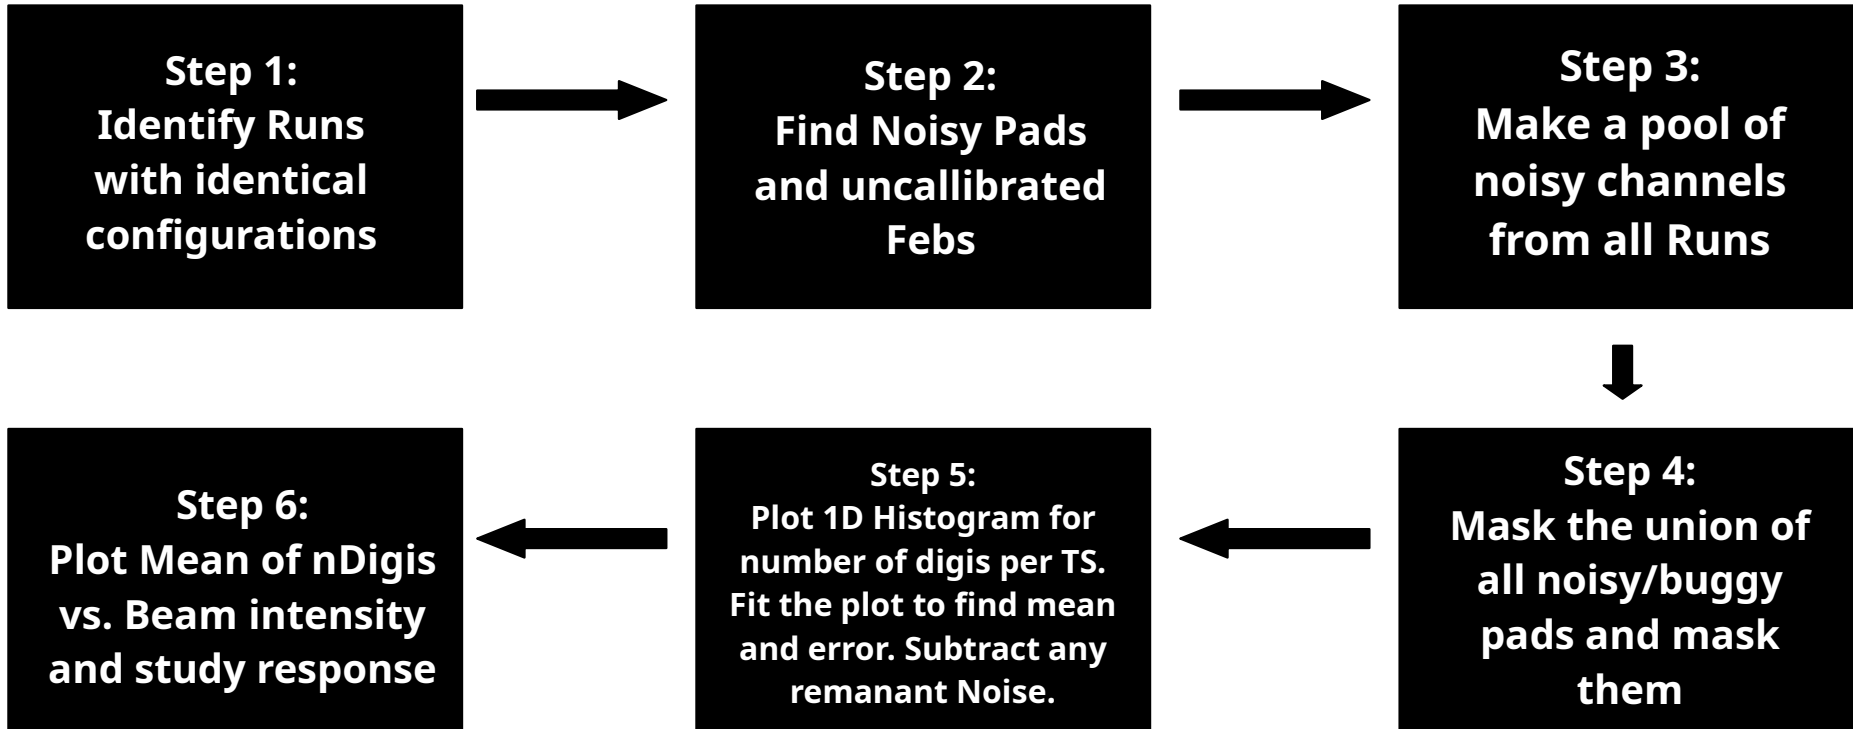 Step 1:
Identify Runs
with identical
configurations
Step 2:
Find Noisy Pads
and uncallibrated
Febs
Step 3:
Make a pool of
noisy channels
from all Runs
Step 4:
Mask the union of
all noisy/buggy
pads and mask
them
Step 5:
Plot 1D Histogram for
number of digis per TS.
Fit the plot to find mean
and error. Subtract any
remanant Noise.
Step 6:
Plot Mean of nDigis
vs. Beam intensity
and study response